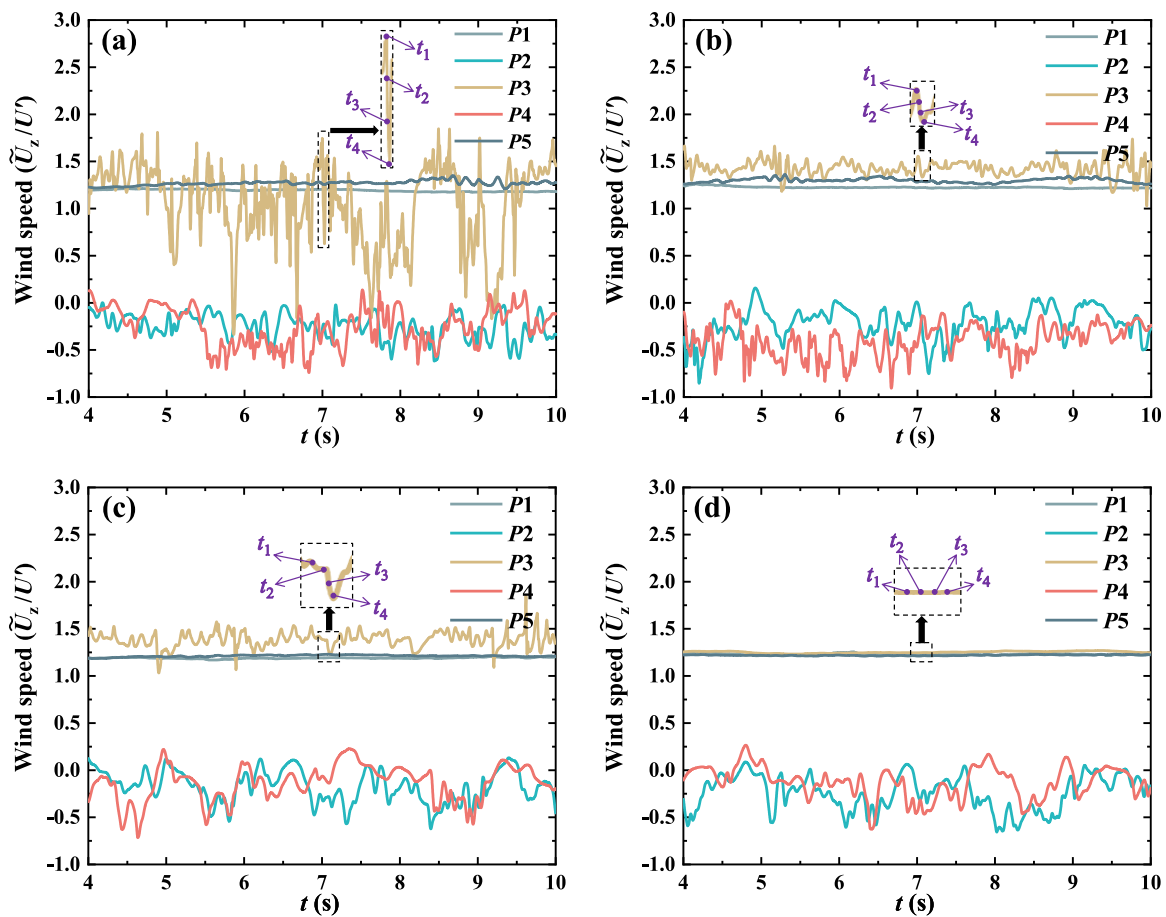 (a)
P1
P2
P3
P4
P5
t1
t2
t3
t4
Wind speed (Ũz/U′)
3.0
2.5
2.0
1.5
1.0
0.5
0.0
-0.5
-1.0
4 5 6 7 8 9 10
t (s)
(b)
P1
P2
P3
P4
P5
t1
t2
t3
t4
Wind speed (Ũz/U′)
3.0
2.5
2.0
1.5
1.0
0.5
0.0
-0.5
-1.0
4 5 6 7 8 9 10
t (s)
(c)
P1
P2
P3
P4
P5
t1
t2
t3
t4
Wind speed (Ũz/U′)
3.0
2.5
2.0
1.5
1.0
0.5
0.0
-0.5
-1.0
4 5 6 7 8 9 10
t (s)
(d)
P1
P2
P3
P4
P5
t2
t3
t1
t4
Wind speed (Ũz/U′)
3.0
2.5
2.0
1.5
1.0
0.5
0.0
-0.5
-1.0
4 5 6 7 8 9 10
t (s)